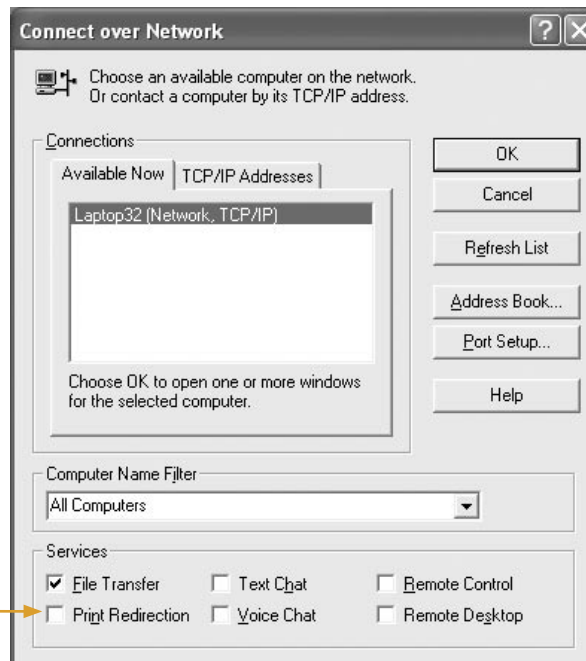 Connect over Network
Choose an available computer on the network.
Or contact a computer by its TCP/IP address.
Connections
Available Now
TCP/IP Addresses
Laptop32 (Network, TCP/IP)
Choose OK to open one or more windows
for the selected computer.
OK
Cancel
Refresh List
Address Book...
Port Setup...
Help
Computer Name Filter
All Computers
Services
File Transfer
Text Chat
Remote Control
Print Redirection
Voice Chat
Remote Desktop